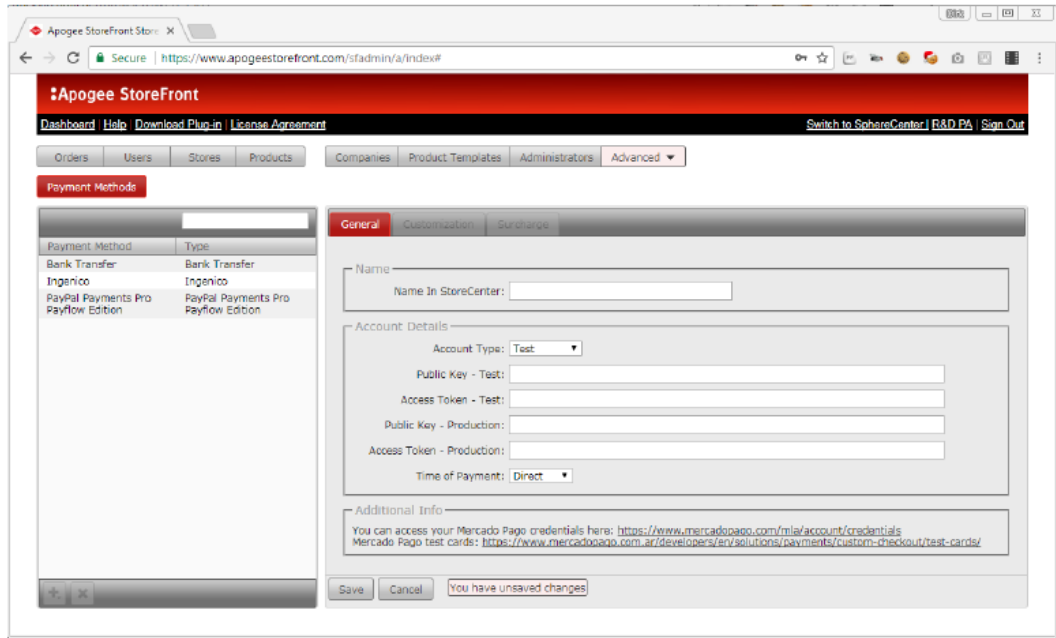 Apogee StoreFront Store
Secure | https://www.apogeestorefront.com/sfadmin/a/index#
:Apogee StoreFront
Dashboard | Help | Download Plug-in | License Agreement
Switch to SphereCenter | R&D PA | Sign Out
Orders Users Stores Products Companies Product Templates Administrators Advanced ▼
Payment Methods
General Customization Surcharge
Payment Method Type
Bank Transfer Bank Transfer
Ingenico Ingenico
PayPal Payments Pro PayPal Payments Pro
Payflow Edition Payflow Edition
Name
Name In StoreCenter:
Account Details
Account Type: Test
Public Key - Test:
Access Token - Test:
Public Key - Production:
Access Token - Production:
Time of Payment: Direct
Additional Info
You can access your Mercado Pago credentials here: https://www.mercadopago.com/mla/account/credentials
Mercado Pago test cards: https://www.mercadopago.com.ar/developers/en/solutions/payments/custom-checkout/test-cards/
Save Cancel You have unsaved changes